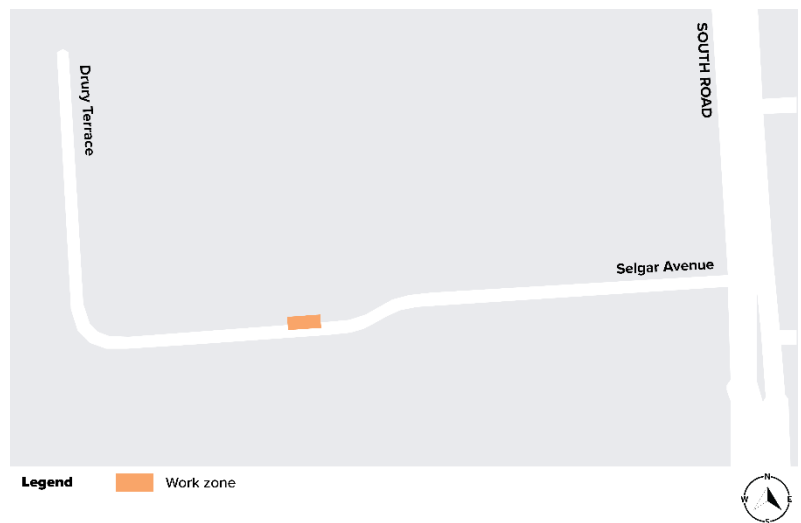 SOUTH ROAD
Drury Terrace
Selgar Avenue
Legend
Work zone
N
W E
S